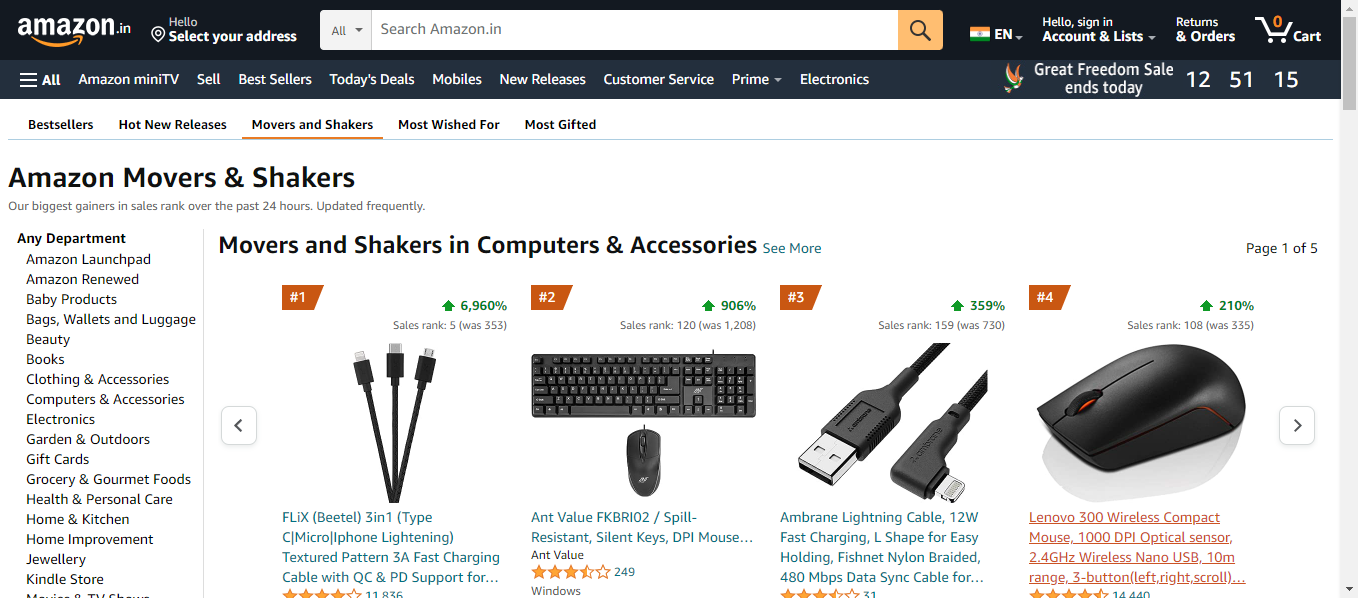 amazon.in
Hello
Select your address
All
Search Amazon.in
EN
Hello, sign in
Account & Lists
Returns
& Orders
0
Cart
All
Amazon miniTV
Sell
Best Sellers
Today's Deals
Mobiles
New Releases
Customer Service
Prime
Electronics
Great Freedom Sale
ends today
12 51 15
Bestsellers
Hot New Releases
Movers and Shakers
Most Wished For
Most Gifted
Amazon Movers & Shakers
Our biggest gainers in sales rank over the past 24 hours. Updated frequently.
Any Department
Amazon Launchpad
Amazon Renewed
Baby Products
Bags, Wallets and Luggage
Beauty
Books
Clothing & Accessories
Computers & Accessories
Electronics
Garden & Outdoors
Gift Cards
Grocery & Gourmet Foods
Health & Personal Care
Home & Kitchen
Home Improvement
Jewellery
Kindle Store
Movies & TV Shows
Movers and Shakers in Computers & Accessories See More
Page 1 of 5
#1
6,960%
Sales rank: 5 (was 353)
FLiX (Beetel) 3in1 (Type
C|Micro|Iphone Lightening)
Textured Pattern 3A Fast Charging
Cable with QC & PD Support for…
11,836
#2
906%
Sales rank: 120 (was 1,208)
Ant Value FKBRI02 / Spill-
Resistant, Silent Keys, DPI Mouse…
Ant Value
249
Windows
#3
359%
Sales rank: 159 (was 730)
Ambrane Lightning Cable, 12W
Fast Charging, L Shape for Easy
Holding, Fishnet Nylon Braided,
480 Mbps Data Sync Cable for…
31
#4
210%
Sales rank: 108 (was 335)
Lenovo 300 Wireless Compact
Mouse, 1000 DPI Optical sensor,
2.4GHz Wireless Nano USB, 10m
range, 3-button(left,right,scroll)…
14,440